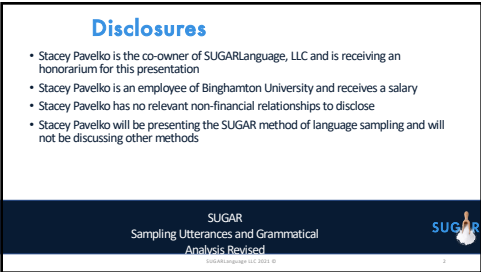 Disclosures
• Stacey Pavelko is the co-owner of SUGARLanguage, LLC and is receiving an
honorarium for this presentation
• Stacey Pavelko is an employee of Binghamton University and receives a salary
• Stacey Pavelko has no relevant non-financial relationships to disclose
• Stacey Pavelko will be presenting the SUGAR method of language sampling and will
not be discussing other methods
SUGAR
Sampling Utterances and Grammatical
Analysis Revised
SUGAR
SUGARLanguage LLC 2021 ©
2